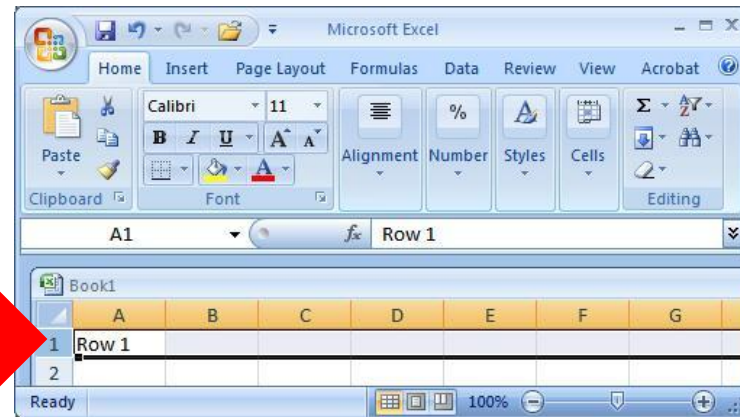 Microsoft Excel
Home Insert Page Layout Formulas Data Review View Acrobat
Calibri 11 % A Σ A Z
B I U A A
Paste A Alignment Number Styles Cells
Clipboard Font Editing
A1 fx Row 1
Book1
A B C D E F G
1 Row 1
2
Ready 100%